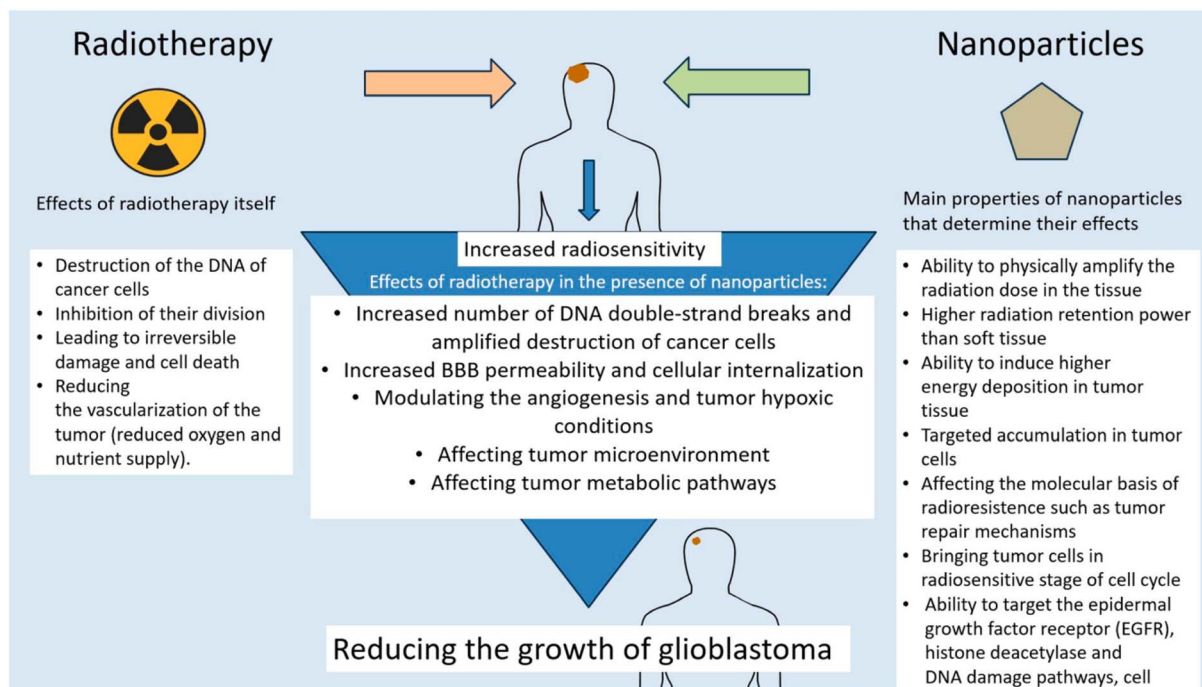 Radiotherapy
Effects of radiotherapy itself
• Destruction of the DNA of
cancer cells
• Inhibition of their division
• Leading to irreversible
damage and cell death
• Reducing
the vascularization of the
tumor (reduced oxygen and
nutrient supply).
Increased radiosensitivity
Effects of radiotherapy in the presence of nanoparticles:
• Increased number of DNA double-strand breaks and
amplified destruction of cancer cells
• Increased BBB permeability and cellular internalization
• Modulating the angiogenesis and tumor hypoxic
conditions
• Affecting tumor microenvironment
• Affecting tumor metabolic pathways
Reducing the growth of glioblastoma
Nanoparticles
Main properties of nanoparticles
that determine their effects
• Ability to physically amplify the
radiation dose in the tissue
• Higher radiation retention power
than soft tissue
• Ability to induce higher
energy deposition in tumor
tissue
• Targeted accumulation in tumor
cells
• Affecting the molecular basis of
radioresistence such as tumor
repair mechanisms
• Bringing tumor cells in
radiosensitive stage of cell cycle
• Ability to target the epidermal
growth factor receptor (EGFR),
histone deacetylase and
DNA damage pathways, cell